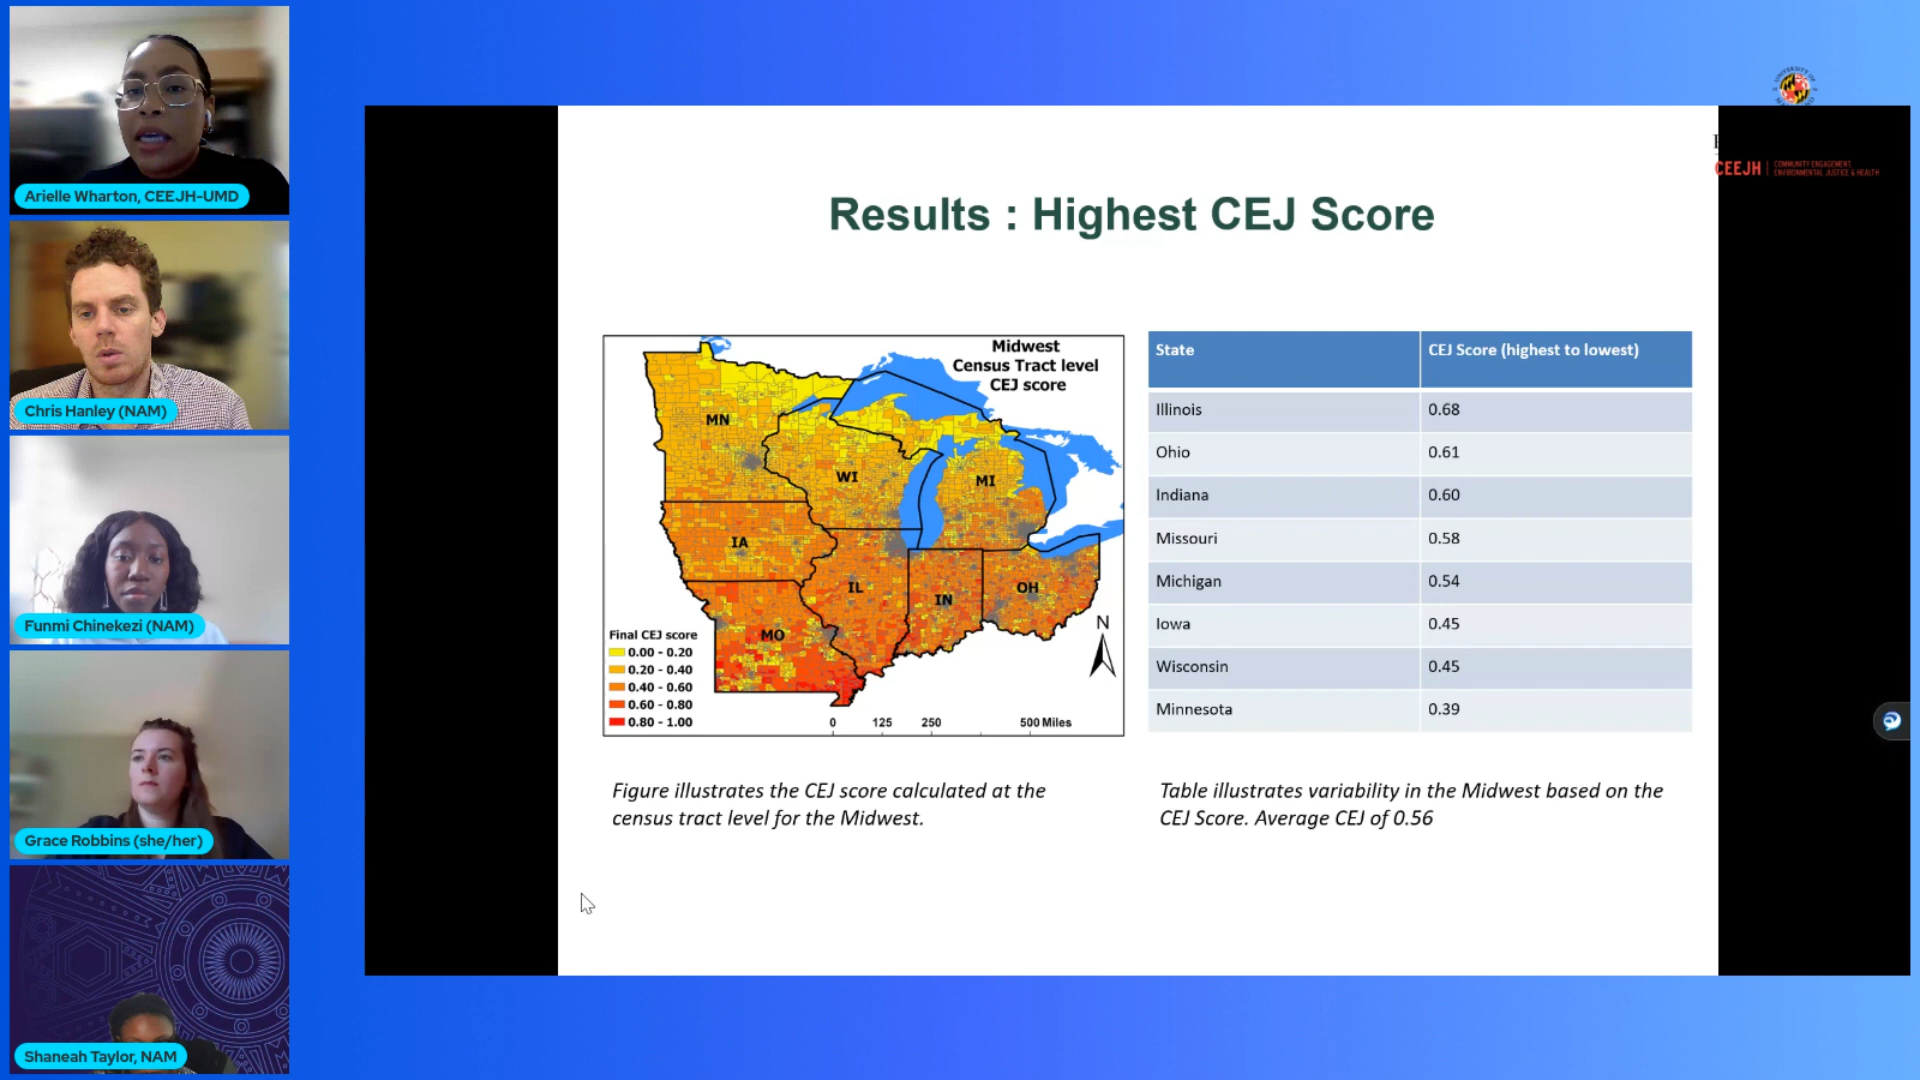 Arielle Wharton, CEEJH-UMD
Chris Hanley (NAM)
Funmi Chinekezi (NAM)
Grace Robbins (she/her)
Shaneah Taylor, NAM
UNIVERSITY OF
CEEJH
COMMUNITY ENGAGEMENT,
ENVIRONMENTAL JUSTICE & HEALTH
Results : Highest CEJ Score
Midwest
Census Tract level
CEJ score
MN
WI
MI
IA
IL
IN
OH
MO
N
Final CEJ score
0.00 - 0.20
0.20 - 0.40
0.40 - 0.60
0.60 - 0.80
0.80 - 1.00
0 125 250 500 Miles
State CEJ Score (highest to lowest)
Illinois 0.68
Ohio 0.61
Indiana 0.60
Missouri 0.58
Michigan 0.54
Iowa 0.45
Wisconsin 0.45
Minnesota 0.39
Figure illustrates the CEJ score calculated at the
census tract level for the Midwest.
Table illustrates variability in the Midwest based on the
CEJ Score. Average CEJ of 0.56